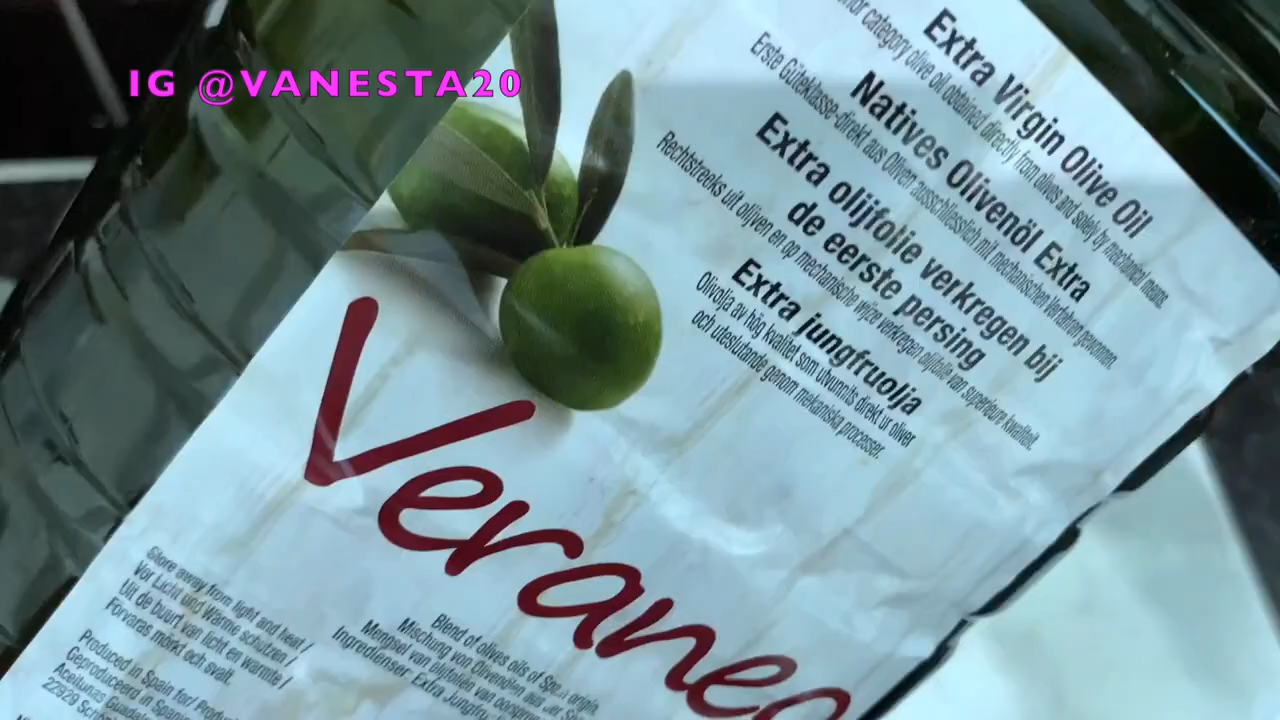 IG @VANESTA20
Extra Virgin Olive Oil
category olive oil obtained directly from olives and solely by mechanical means.
Natives Olivenöl Extra
Erste Güteklasse-direkt aus Oliven ausschliesslich mit mechanischen Verfahren gewonnen.
Extra olijfolie verkregen bij
de eerste persing
Rechtstreeks uit olijven en op mechanische wijze verkregen olijfolie van superieure kwaliteit.
Extra jungfruolja
Olivolja av hög kvalitet som utvunnits direkt ur oliver
och uteslutande genom mekaniska processer.
Veraneo
Store away from light and heat /
Vor Licht und Wärme schützen /
Uit de buurt van licht en warmte /
Förvaras mörkt och svalt.
Produced in Spain for/
Geproduceerd in
Aceitunas
22929
Blend of olives oils of origin.
Mischung von Olivenölen aus
Mengsel van olijfolien van
Ingredienser: Extra